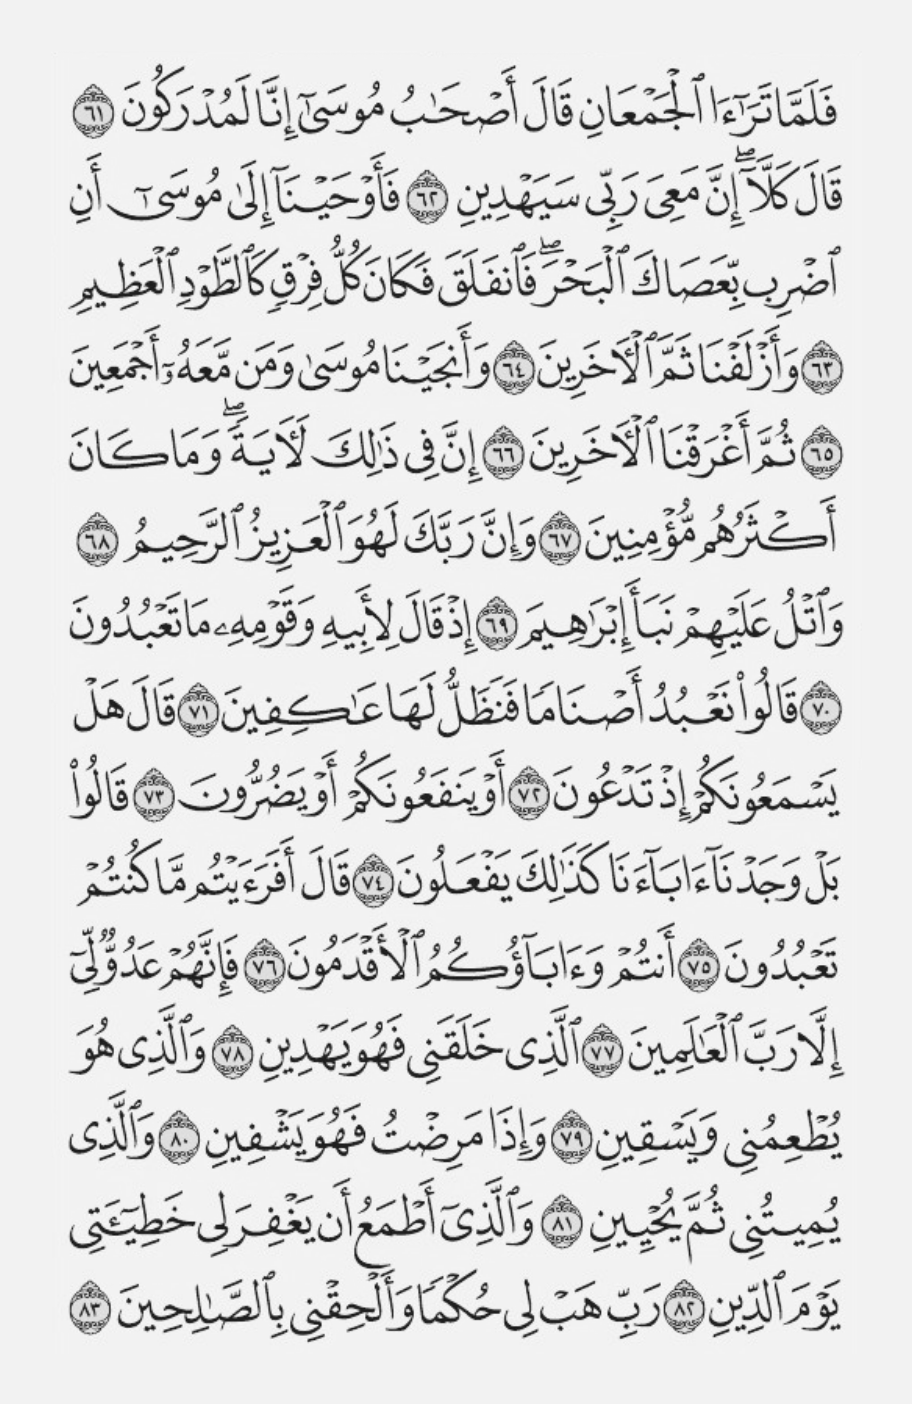 فَلَمَّا تَرَٰٓءَا ٱلْجَمْعَانِ قَالَ أَصْحَٰبُ مُوسَىٰٓ إِنَّا لَمُدْرَكُونَ ٦١
قَالَ كَلَّآ ۖ إِنَّ مَعِىَ رَبِّى سَيَهْدِينِ ٦٢ فَأَوْحَيْنَآ إِلَىٰ مُوسَىٰٓ أَنِ
ٱضْرِب بِّعَصَاكَ ٱلْبَحْرَ ۖ فَٱنفَلَقَ فَكَانَ كُلُّ فِرْقٍ كَٱلطَّوْدِ ٱلْعَظِيمِ
٦٣ وَأَزْلَفْنَا ثَمَّ ٱلْـَٔاخَرِينَ ٦٤ وَأَنجَيْنَا مُوسَىٰ وَمَن مَّعَهُۥٓ أَجْمَعِينَ
٦٥ ثُمَّ أَغْرَقْنَا ٱلْـَٔاخَرِينَ ٦٦ إِنَّ فِى ذَٰلِكَ لَـَٔايَةً ۖ وَمَا كَانَ
أَكْثَرُهُم مُّؤْمِنِينَ ٦٧ وَإِنَّ رَبَّكَ لَهُوَ ٱلْعَزِيزُ ٱلرَّحِيمُ ٦٨
وَٱتْلُ عَلَيْهِمْ نَبَأَ إِبْرَٰهِيمَ ٦٩ إِذْ قَالَ لِأَبِيهِ وَقَوْمِهِۦ مَا تَعْبُدُونَ
٧٠ قَالُوا۟ نَعْبُدُ أَصْنَامًا فَنَظَلُّ لَهَا عَٰكِفِينَ ٧١ قَالَ هَلْ
يَسْمَعُونَكُمْ إِذْ تَدْعُونَ ٧٢ أَوْ يَنفَعُونَكُمْ أَوْ يَضُرُّونَ ٧٣ قَالُوا۟
بَلْ وَجَدْنَآ ءَابَآءَنَا كَذَٰلِكَ يَفْعَلُونَ ٧٤ قَالَ أَفَرَءَيْتُم مَّا كُنتُمْ
تَعْبُدُونَ ٧٥ أَنتُمْ وَءَابَآؤُكُمُ ٱلْأَقْدَمُونَ ٧٦ فَإِنَّهُمْ عَدُوٌّ لِّىٓ
إِلَّا رَبَّ ٱلْعَٰلَمِينَ ٧٧ ٱلَّذِى خَلَقَنِى فَهُوَ يَهْدِينِ ٧٨ وَٱلَّذِى هُوَ
يُطْعِمُنِى وَيَسْقِينِ ٧٩ وَإِذَا مَرِضْتُ فَهُوَ يَشْفِينِ ٨٠ وَٱلَّذِى
يُمِيتُنِى ثُمَّ يُحْيِينِ ٨١ وَٱلَّذِىٓ أَطْمَعُ أَن يَغْفِرَ لِى خَطِيٓـَٔتِى
يَوْمَ ٱلدِّينِ ٨٢ رَبِّ هَبْ لِى حُكْمًا وَأَلْحِقْنِى بِٱلصَّٰلِحِينَ ٨٣